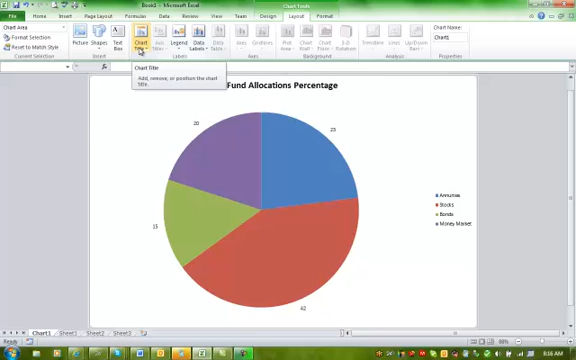 Book1 - Microsoft Excel
Chart Tools
File Home Insert Page Layout Formulas Data Review View Team Design Layout Format
Chart Area
Format Selection
Reset to Match Style
Current Selection
Picture Shapes Text Box
Insert
Chart Title Axis Titles Legend Data Labels Data Table
Labels
Axes Gridlines
Axes
Plot Area Chart Wall Chart Floor 3-D Rotation
Background
Trendline Lines Up/Down Bars
Analysis
Chart Name:
Chart1
Properties
Chart Title
Add, remove, or position the chart title.
Fund Allocations Percentage
20
23
15
42
Annuities
Stocks
Bonds
Money Market
Chart1 Sheet1 Sheet2 Sheet3
Ready
8:16 AM